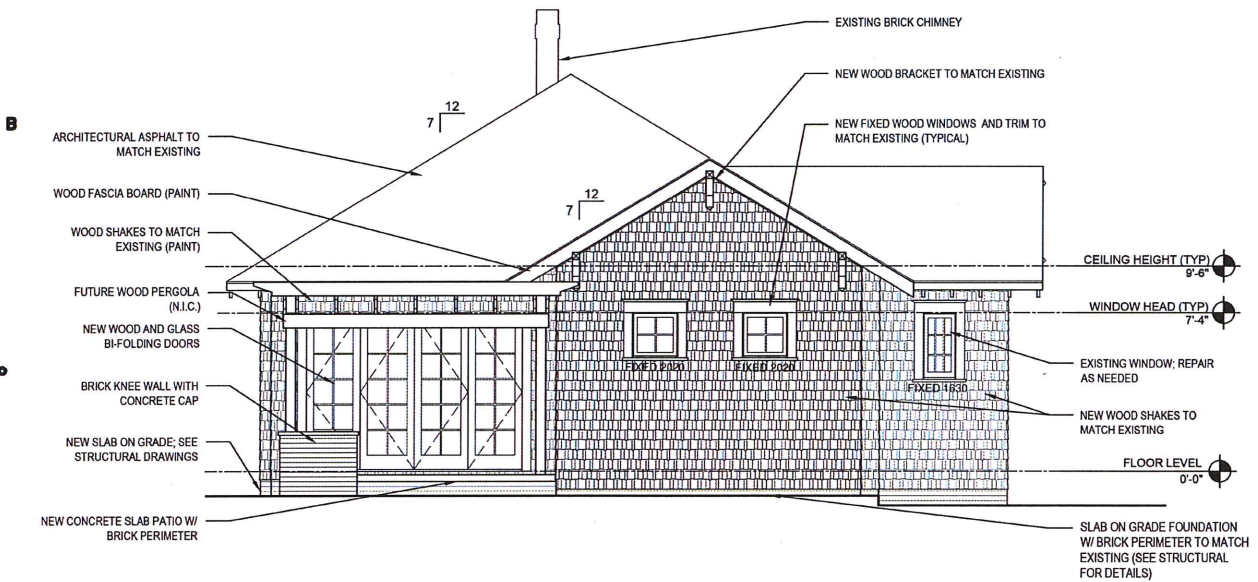 EXISTING BRICK CHIMNEY
NEW WOOD BRACKET TO MATCH EXISTING
12
7
B
NEW FIXED WOOD WINDOWS AND TRIM TO
MATCH EXISTING (TYPICAL)
ARCHITECTURAL ASPHALT TO
MATCH EXISTING
WOOD FASCIA BOARD (PAINT)
12
7
WOOD SHAKES TO MATCH
EXISTING (PAINT)
CEILING HEIGHT (TYP)
9'-6"
FUTURE WOOD PERGOLA
(N.I.C.)
WINDOW HEAD (TYP)
7'-4"
NEW WOOD AND GLASS
BI-FOLDING DOORS
FIXED 2020
FIXED 2020
EXISTING WINDOW; REPAIR
AS NEEDED
FIXED 1630
BRICK KNEE WALL WITH
CONCRETE CAP
NEW WOOD SHAKES TO
MATCH EXISTING
NEW SLAB ON GRADE; SEE
STRUCTURAL DRAWINGS
FLOOR LEVEL
0'-0"
NEW CONCRETE SLAB PATIO W/
BRICK PERIMETER
SLAB ON GRADE FOUNDATION
W/ BRICK PERIMETER TO MATCH
EXISTING (SEE STRUCTURAL
FOR DETAILS)